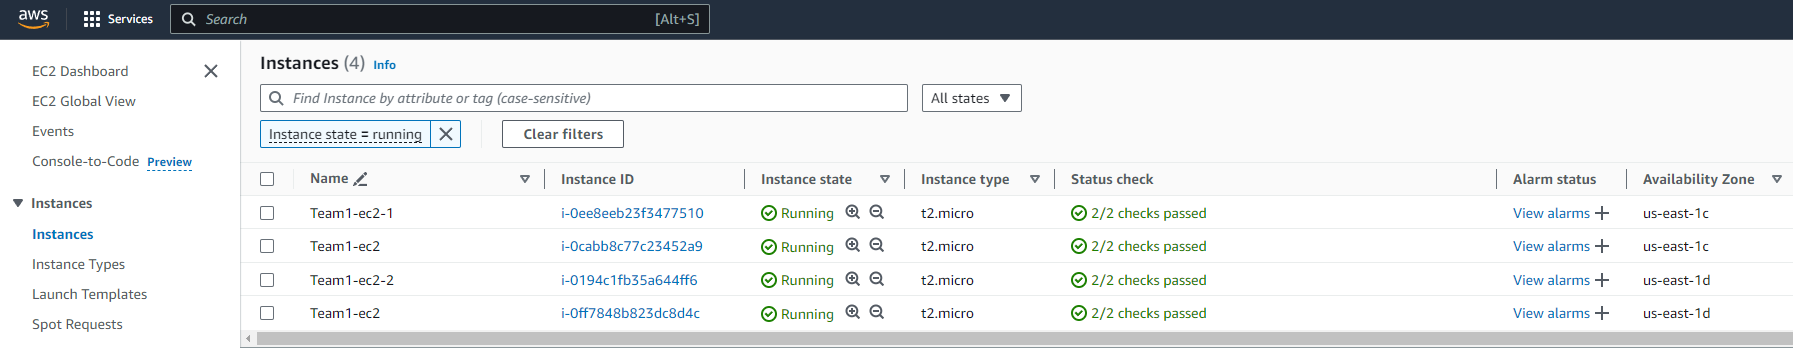 aws Services Search [Alt+S]
EC2 Dashboard
EC2 Global View
Events
Console-to-Code Preview
Instances
Instances
Instance Types
Launch Templates
Spot Requests
Instances (4) Info
Find Instance by attribute or tag (case-sensitive) All states
Instance state = running Clear filters
Name Instance ID Instance state Instance type Status check Alarm status Availability Zone
Team1-ec2-1 i-0ee8eeb23f3477510 Running t2.micro 2/2 checks passed View alarms us-east-1c
Team1-ec2 i-0cabb8c77c23452a9 Running t2.micro 2/2 checks passed View alarms us-east-1c
Team1-ec2-2 i-0194c1fb35a644ff6 Running t2.micro 2/2 checks passed View alarms us-east-1d
Team1-ec2 i-0ff7848b823dc8d4c Running t2.micro 2/2 checks passed View alarms us-east-1d